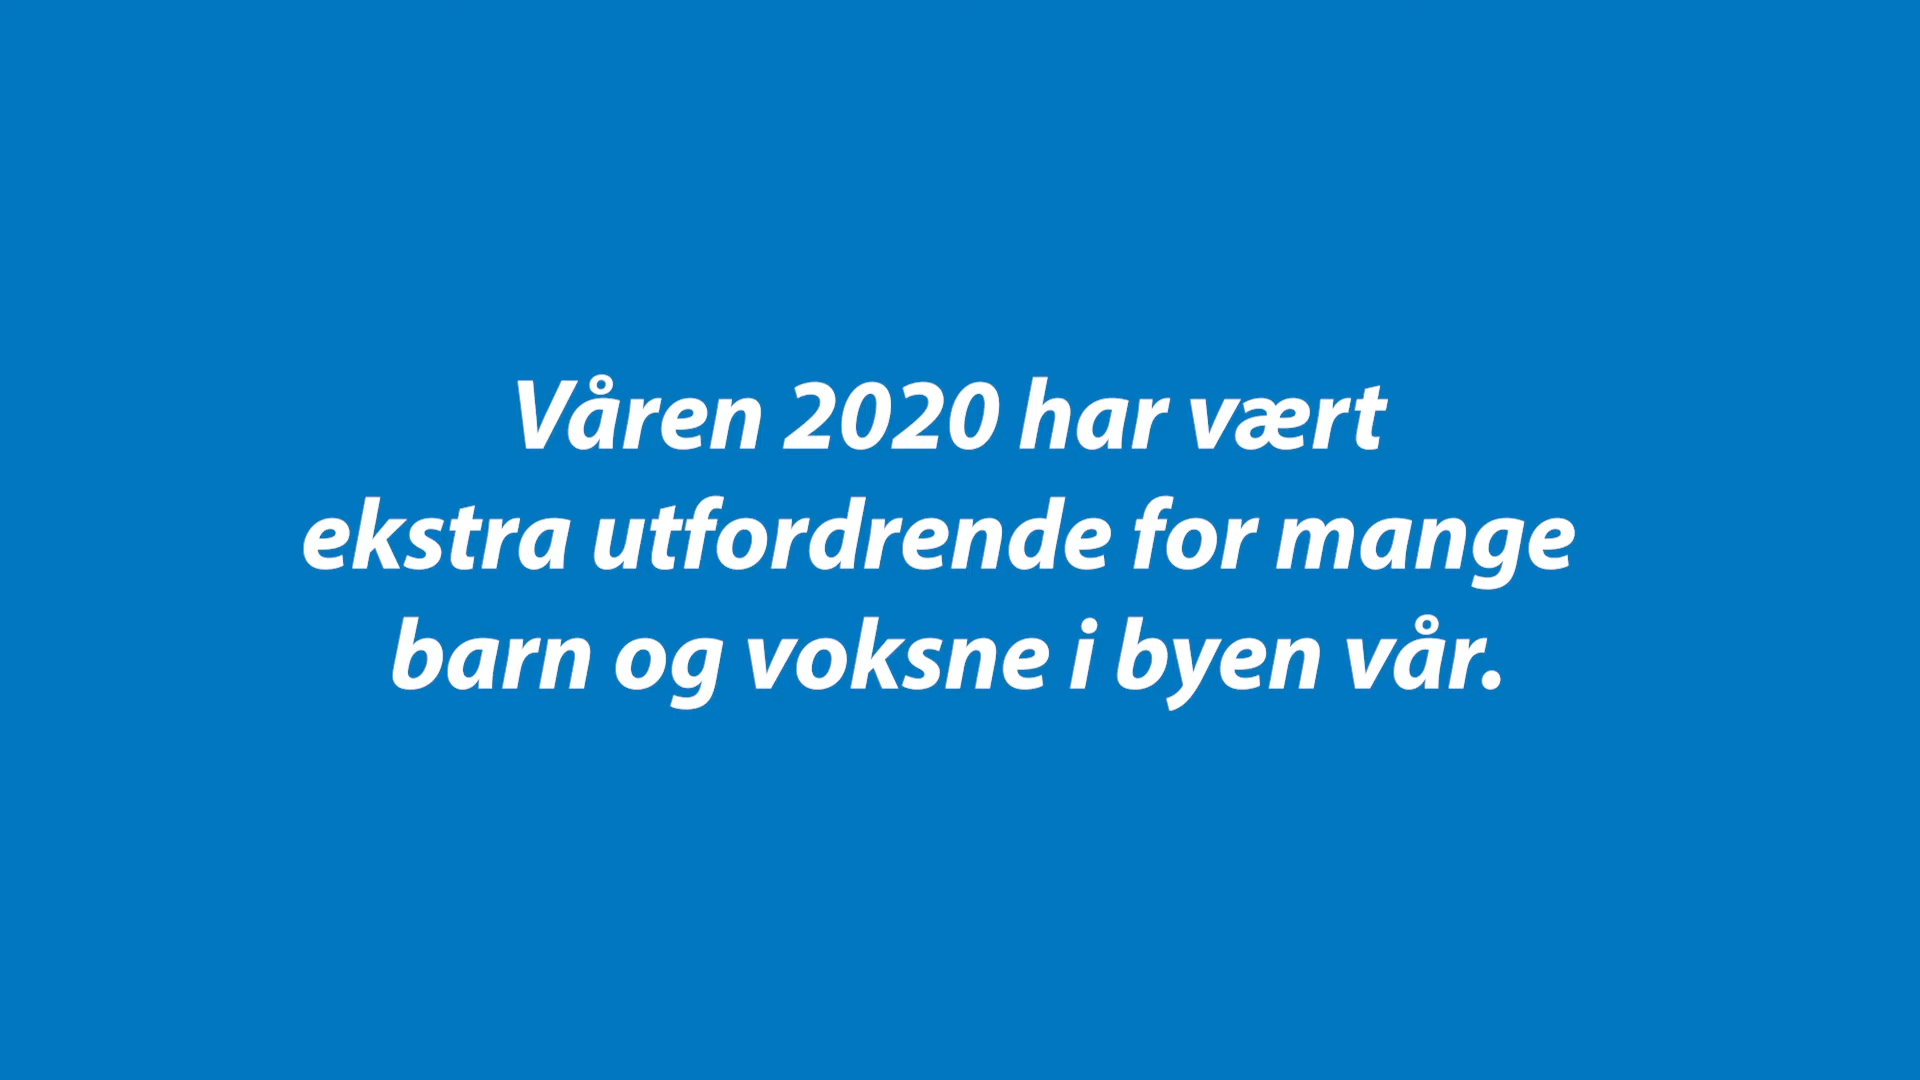 Våren 2020 har vært
ekstra utfordrende for mange
barn og voksne i byen vår.